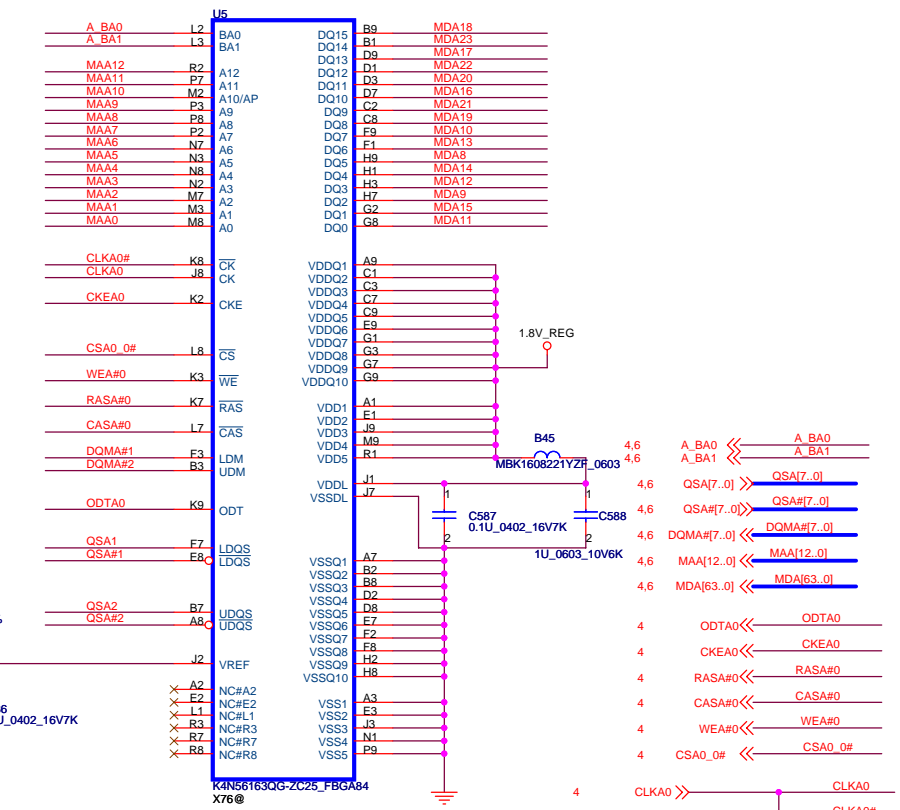 U5
A_BA0 L2 BA0 DQ15 B9 MDA18
A_BA1 L3 BA1 DQ14 B1 MDA23
DQ13 D9 MDA17
MAA12 R2 A12 DQ12 D1 MDA22
MAA11 P7 A11 DQ11 D3 MDA20
MAA10 M2 A10/AP DQ10 D7 MDA16
MAA9 P3 A9 DQ9 C2 MDA21
MAA8 P8 A8 DQ8 C8 MDA19
MAA7 P2 A7 DQ7 F9 MDA10
MAA6 N7 A6 DQ6 F1 MDA13
MAA5 N3 A5 DQ5 H9 MDA8
MAA4 N8 A4 DQ4 H1 MDA14
MAA3 N2 A3 DQ3 H3 MDA12
MAA2 M7 A2 DQ2 H7 MDA9
MAA1 M3 A1 DQ1 G2 MDA15
MAA0 M8 A0 DQ0 G8 MDA11
CLKA0# K8 CK VDDQ1 A9
CLKA0 J8 CK VDDQ2 C1
VDDQ3 C3
CKEA0 K2 CKE VDDQ4 C7
VDDQ5 C9
VDDQ6 E9
VDDQ7 G1
1.8V_REG
CSA0_0# L8 CS VDDQ8 G3
VDDQ9 G7
WEA#0 K3 WE VDDQ10 G9
RASA#0 K7 RAS VDD1 A1
VDD2 E1
CASA#0 L7 CAS VDD3 J9
VDD4 M9 B45 4,6 A_BA0 A_BA0
DQMA#1 F3 LDM VDD5 R1 MBK1608221YZF_0603 4,6 A_BA1 A_BA1
DQMA#2 B3 UDM
VDDL J1 4,6 QSA[7..0] QSA[7..0]
VSSDL J7 1 1
ODTA0 K9 ODT 4,6 QSA#[7..0] QSA#[7..0]
C587 C588
0.1U_0402_16V7K
2 2 4,6 DQMA#[7..0] DQMA#[7..0]
QSA1 F7 LDQS 1U_0603_10V6K
QSA#1 E8 LDQS VSSQ1 A7 4,6 MAA[12..0] MAA[12..0]
VSSQ2 B2
VSSQ3 B8 4,6 MDA[63..0] MDA[63..0]
VSSQ4 D2
QSA2 B7 UDQS VSSQ5 D8
QSA#2 A8 UDQS VSSQ6 E7 4 ODTA0 ODTA0
VSSQ7 F2
VSSQ8 F8 4 CKEA0 CKEA0
J2 VREF VSSQ9 H2
VSSQ10 H8 4 RASA#0 RASA#0
A2 NC#A2
E2 NC#E2 VSS1 A3 4 CASA#0 CASA#0
L1 NC#L1 VSS2 E3
R3 NC#R3 VSS3 J3 4 WEA#0 WEA#0
R7 NC#R7 VSS4 N1
R8 NC#R8 VSS5 P9 4 CSA0_0# CSA0_0#
U_0402_16V7K
K4N56163QG-ZC25_FBGA84
X76@
4 CLKA0 CLKA0